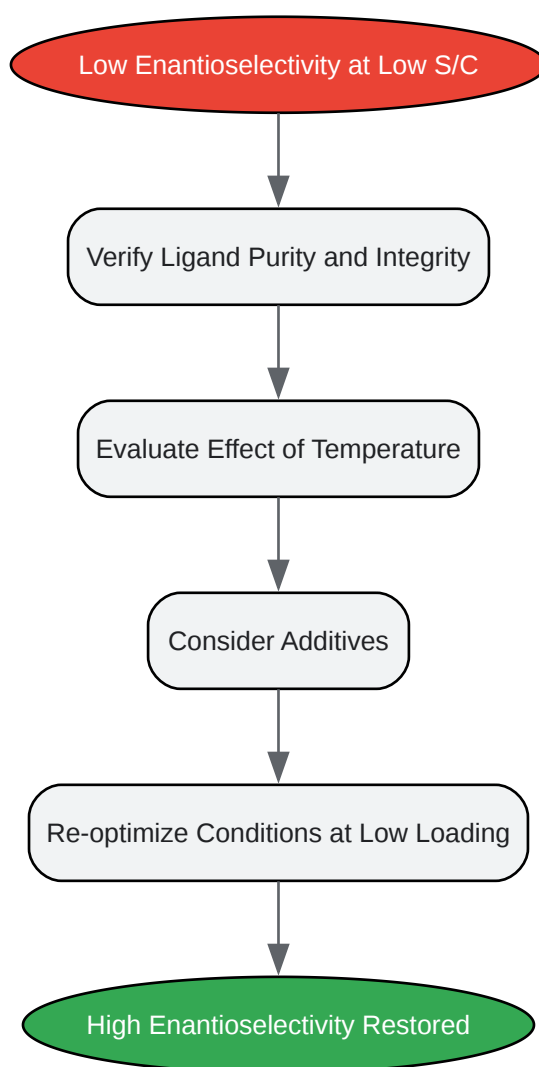 Low Enantioselectivity at Low S/C
Verify Ligand Purity and Integrity
Evaluate Effect of Temperature
Consider Additives
Re-optimize Conditions at Low Loading
High Enantioselectivity Restored